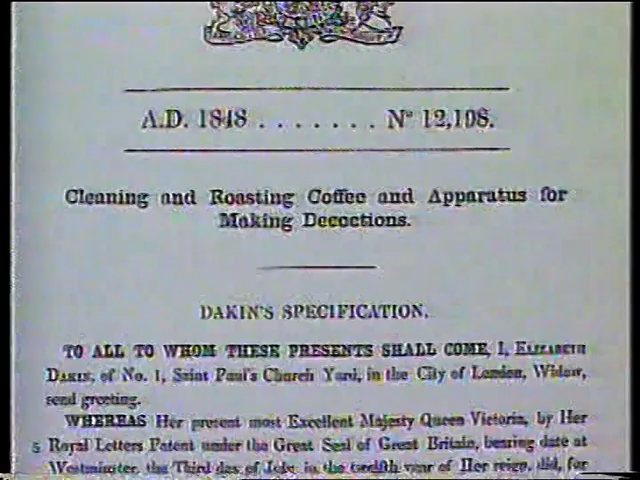 A.D. 1848 . . . . . . . N° 12,198.
Cleaning and Roasting Coffee and Apparatus for
Making Decoctions.
DAKIN'S SPECIFICATION.
TO ALL TO WHOM THESE PRESENTS SHALL COME, I, ELIZABETH
DAKIN, of No. 1, Saint Paul's Church Yard, in the City of London, Widow,
send greeting.
WHEREAS Her present most Excellent Majesty Queen Victoria, by Her
5 Royal Letters Patent under the Great Seal of Great Britain, bearing date at
Westminster, the Third day of July, in the twelfth year of Her reign, did, for